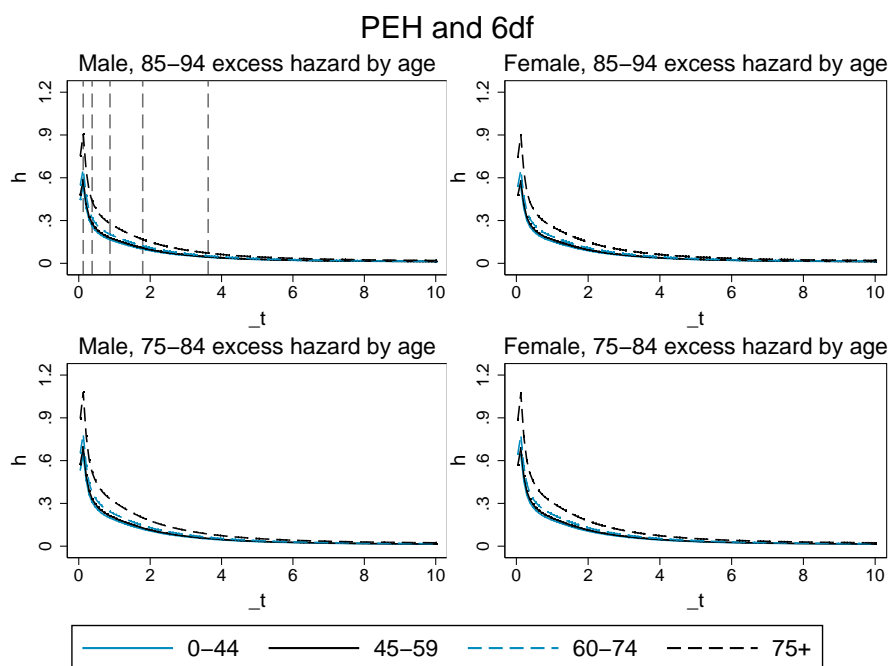 PEH and 6df
Male, 85−94 excess hazard by age
Female, 85−94 excess hazard by age
1.2
.9
.6
.3
0
h
0 2 4 6 8 10
_t
1.2
.9
.6
.3
0
h
0 2 4 6 8 10
_t
Male, 75−84 excess hazard by age
Female, 75−84 excess hazard by age
1.2
.9
.6
.3
0
h
0 2 4 6 8 10
_t
1.2
.9
.6
.3
0
h
0 2 4 6 8 10
_t
0−44 45−59 60−74 75+